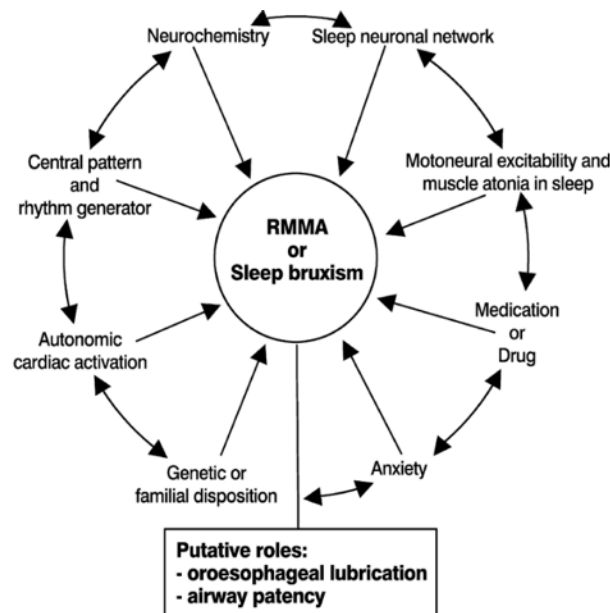 Neurochemistry
Sleep neuronal network
Central pattern
and
rhythm generator
Motoneural excitability and
muscle atonia in sleep
RMMA
or
Sleep bruxism
Autonomic
cardiac activation
Medication
or
Drug
Genetic or
familial disposition
Anxiety
Putative roles:
- oroesophageal lubrication
- airway patency